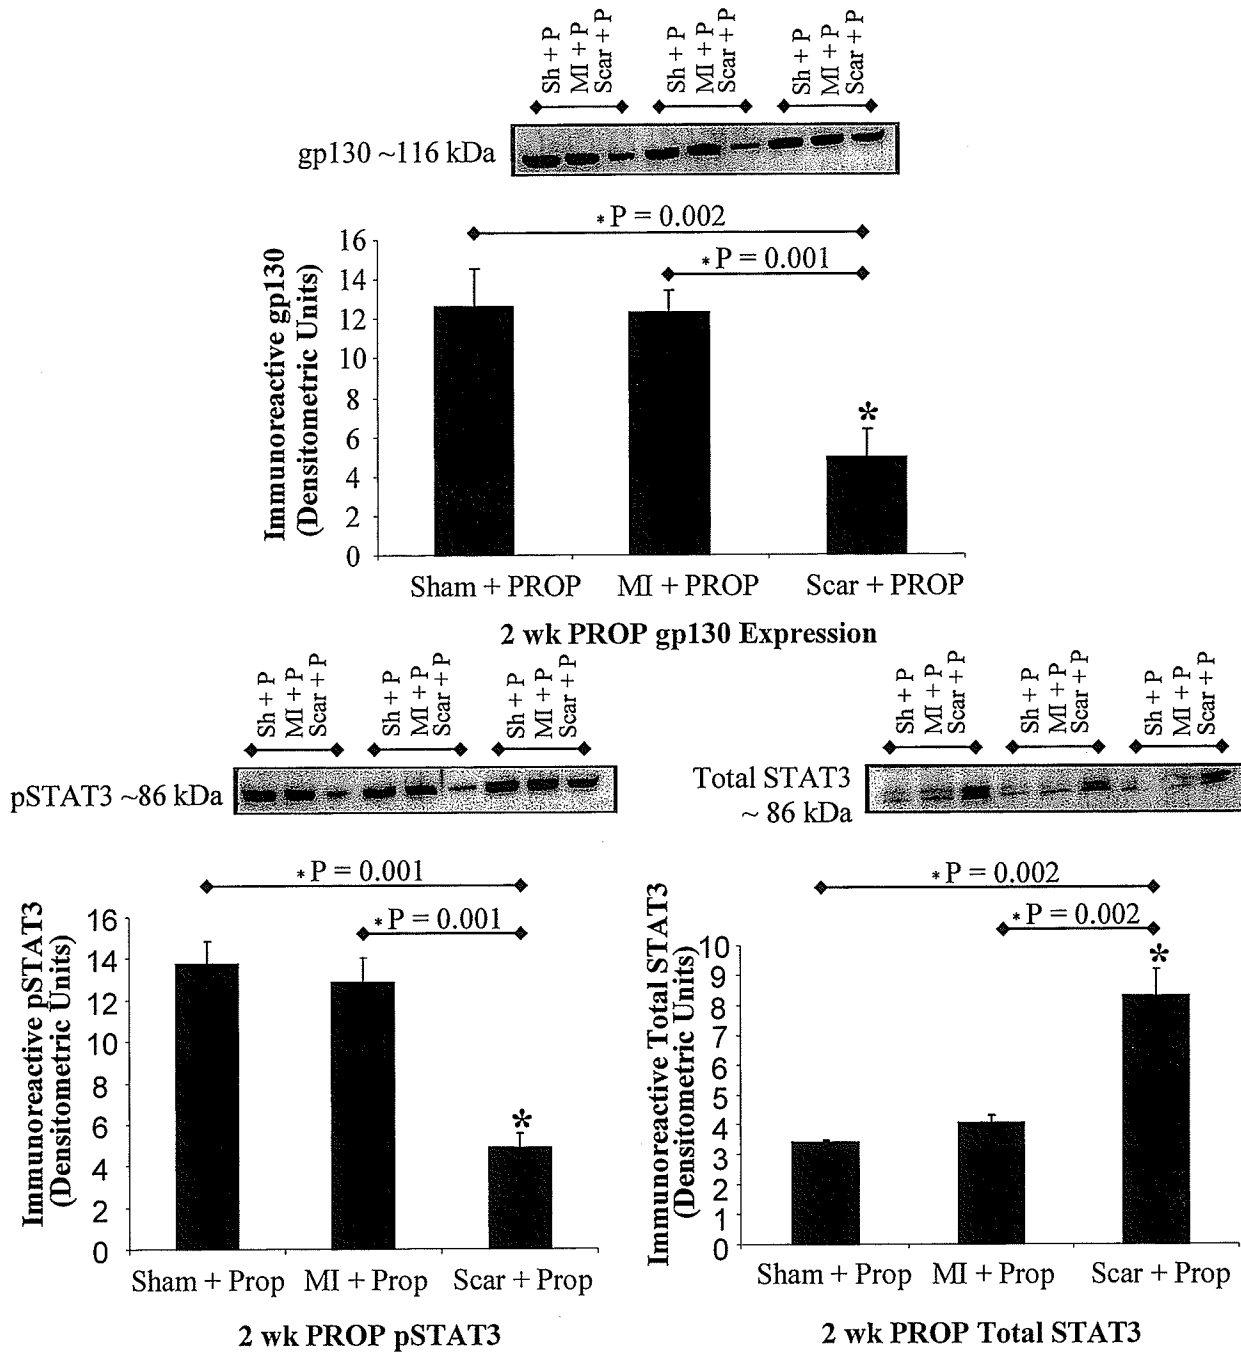 Sh + P
MI + P
Scar + P
Sh + P
MI + P
Scar + P
Sh + P
MI + P
Scar + P
gp130 ~116 kDa
* P = 0.002
* P = 0.001
Immunoreactive gp130
(Densitometric Units)
16
14
12
10
8
6
4
2
0
*
Sham + PROP MI + PROP Scar + PROP
2 wk PROP gp130 Expression
Sh + P
MI + P
Scar + P
Sh + P
MI + P
Scar + P
Sh + P
MI + P
Scar + P
pSTAT3 ~86 kDa
* P = 0.001
* P = 0.001
Immunoreactive pSTAT3
(Densitometric Units)
16
14
12
10
8
6
4
2
0
*
Sham + Prop MI + Prop Scar + Prop
2 wk PROP pSTAT3
Sh + P
MI + P
Scar + P
Sh + P
MI + P
Scar + P
Sh + P
MI + P
Scar + P
Total STAT3
~ 86 kDa
* P = 0.002
* P = 0.002
Immunoreactive Total STAT3
(Densitometric Units)
10
9
8
7
6
5
4
3
2
1
0
*
Sham + Prop MI + Prop Scar + Prop
2 wk PROP Total STAT3